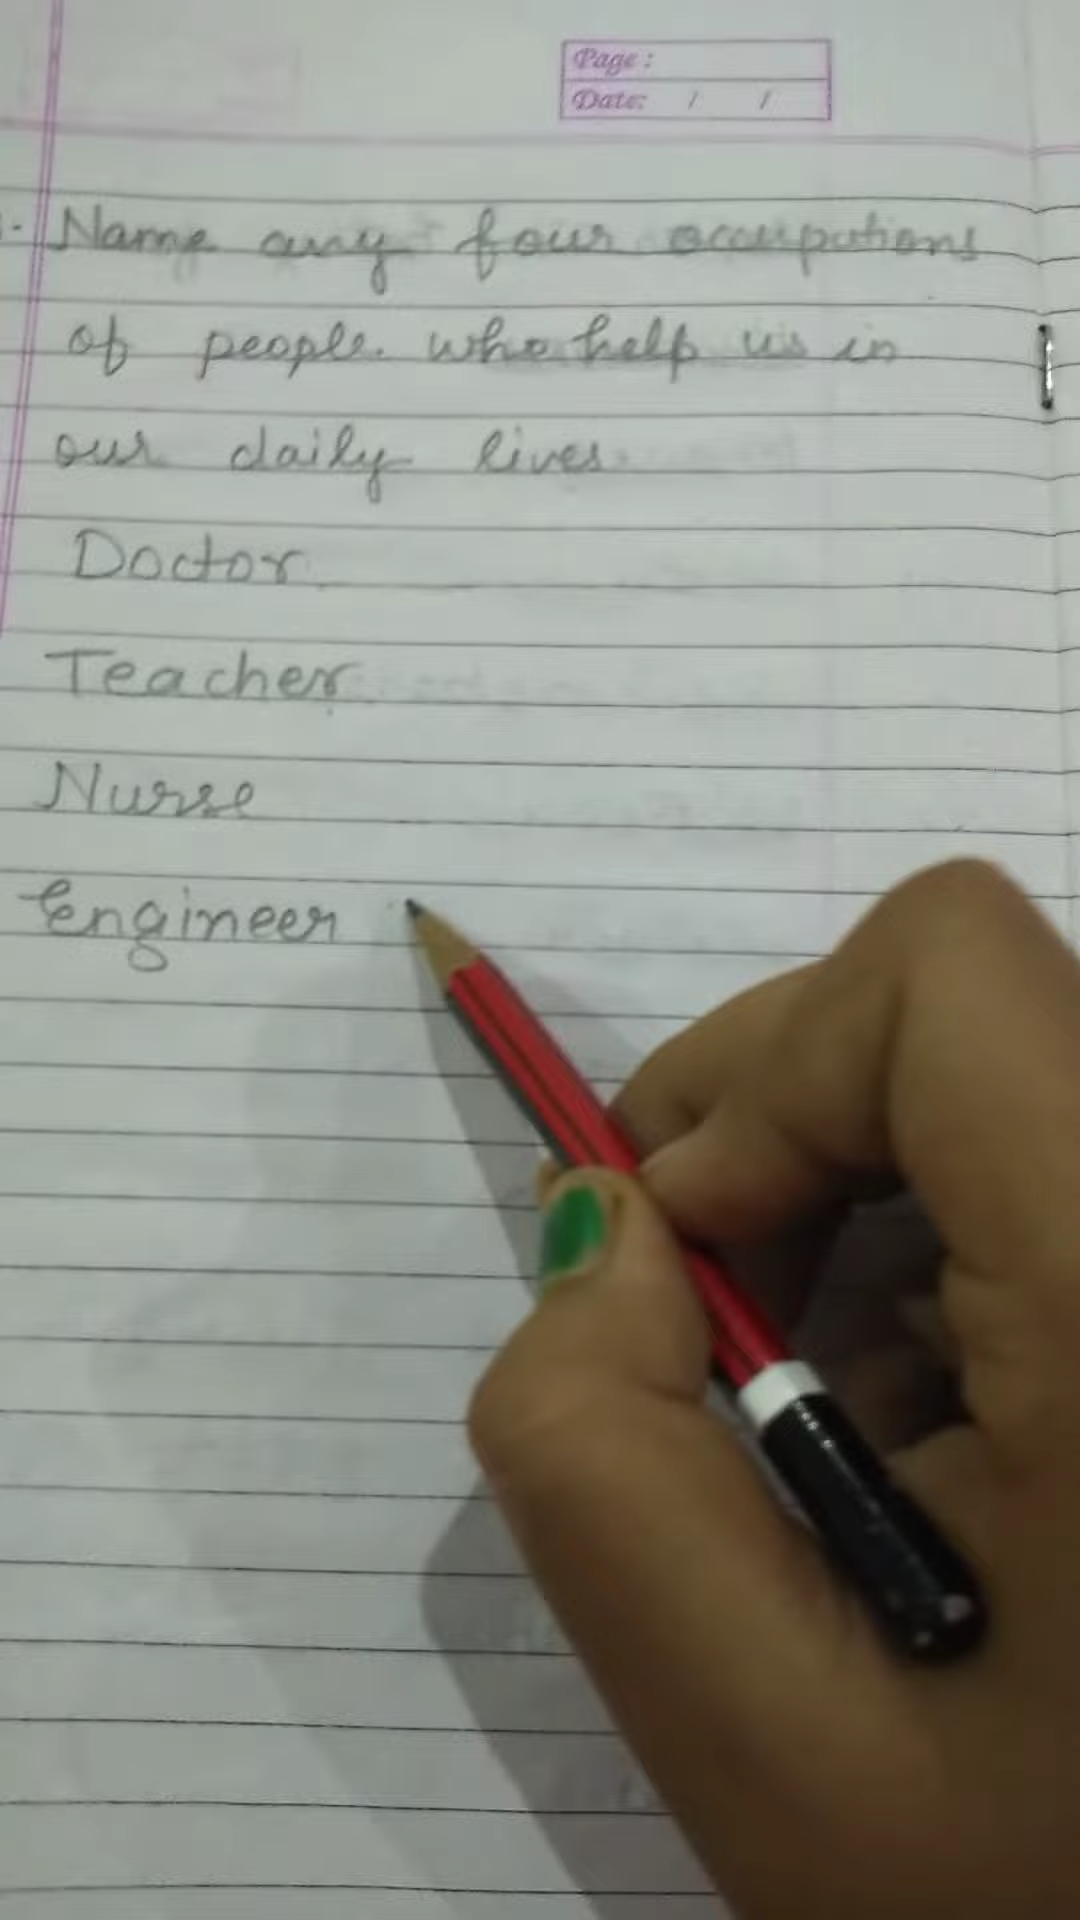 Page :
Date: / /
Name any four occupations
of people who help us in
our daily lives.
Doctor
Teacher
Nurse
Engineer